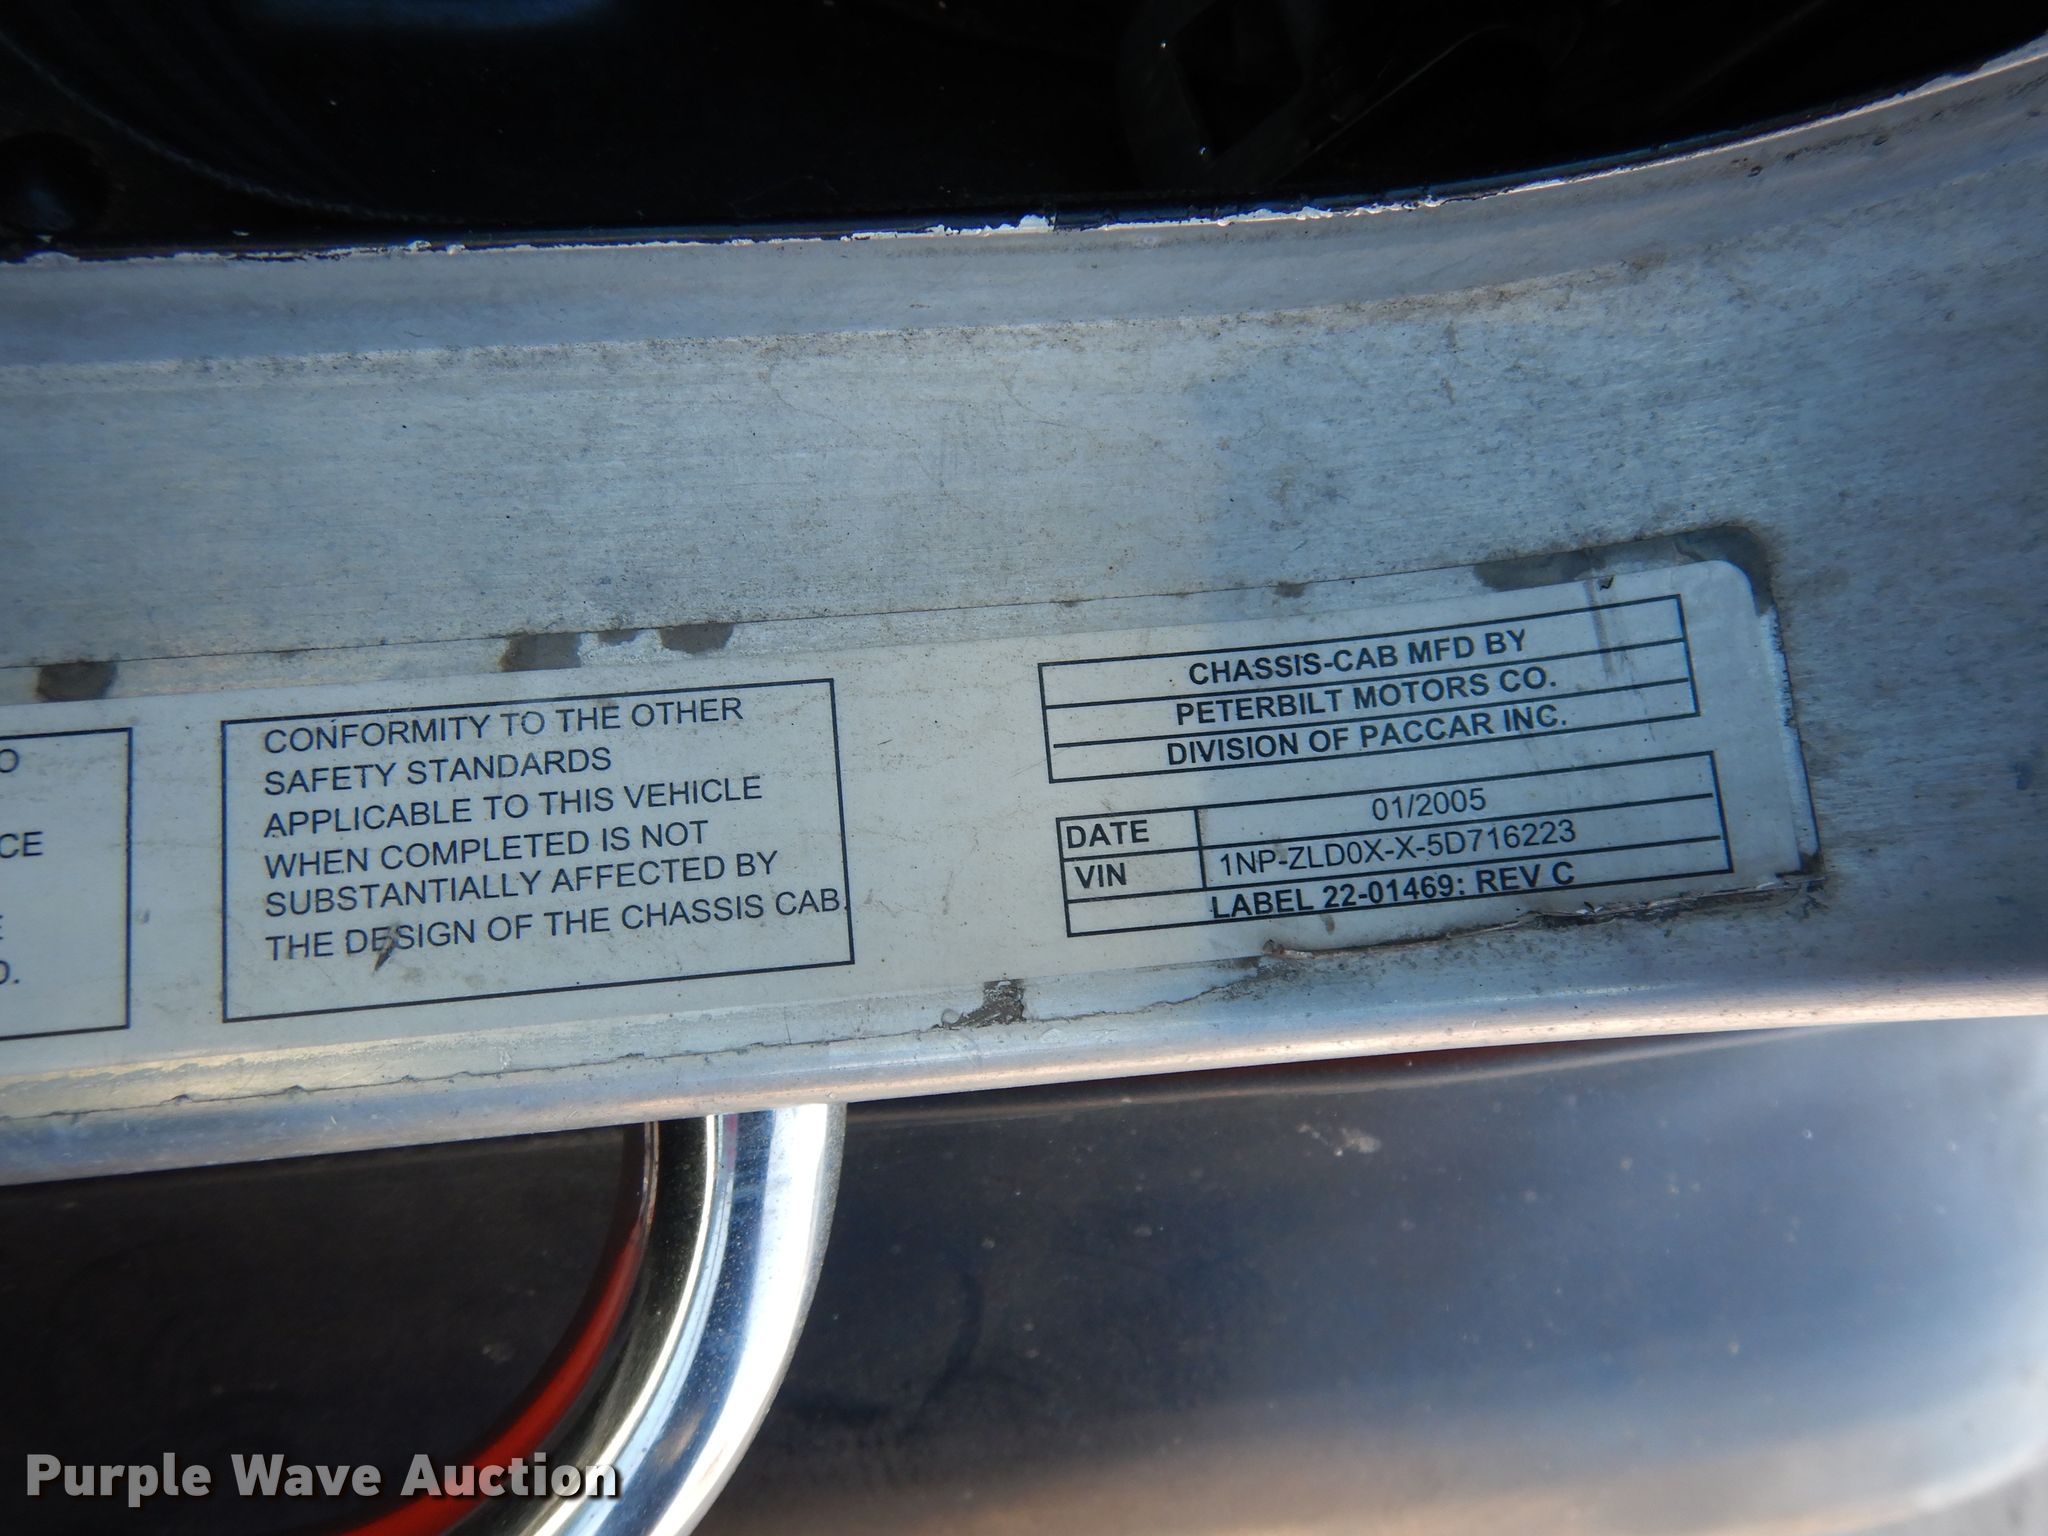 O
CE
E
D.
CONFORMITY TO THE OTHER
SAFETY STANDARDS
APPLICABLE TO THIS VEHICLE
WHEN COMPLETED IS NOT
SUBSTANTIALLY AFFECTED BY
THE DESIGN OF THE CHASSIS CAB.
CHASSIS-CAB MFD BY
PETERBILT MOTORS CO.
DIVISION OF PACCAR INC.
DATE 01/2005
VIN 1NP-ZLD0X-X-5D716223
LABEL 22-01469: REV C
Purple Wave Auction